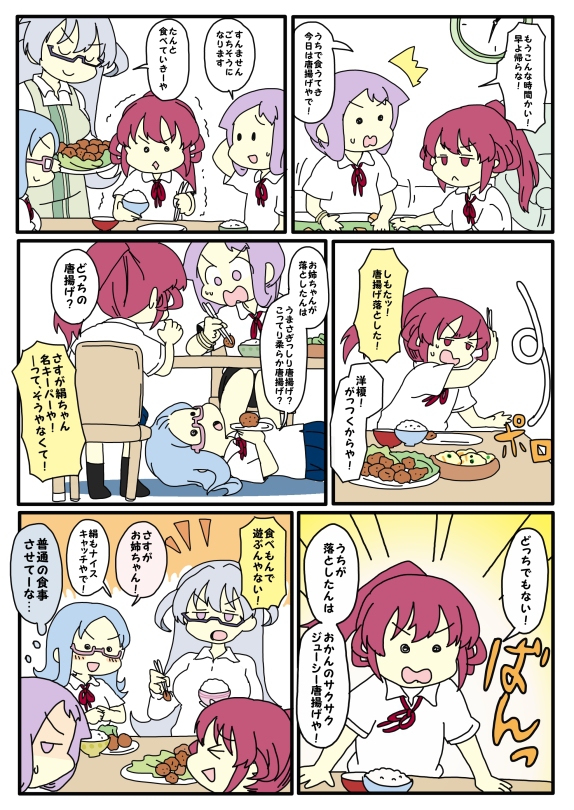 もうこんな時間かい！
早よ帰らな！
うちで食うてき
今日は唐揚げやで！
すんません
ごちそうに
なります
たんと
食べていきーや
しもたッ！
唐揚げ落とした！
洋榎！
がっつくからや！
ポロ
お姉ちゃんが
落としたんは
うまさぎっしり唐揚げ？
こってり柔らか唐揚げ？
どっちの
唐揚げ？
さすが絹ちゃん
名キーパーや！
ーって、そうやなくて！
どっちでもない！
うちが
落としたんは
おかんのサクサク
ジューシー唐揚げや！
ばんっ
食べもんで
遊ぶんやない！
さすが
お姉ちゃん！
絹もナイス
キャッチやで！
普通の食事
させてーな…